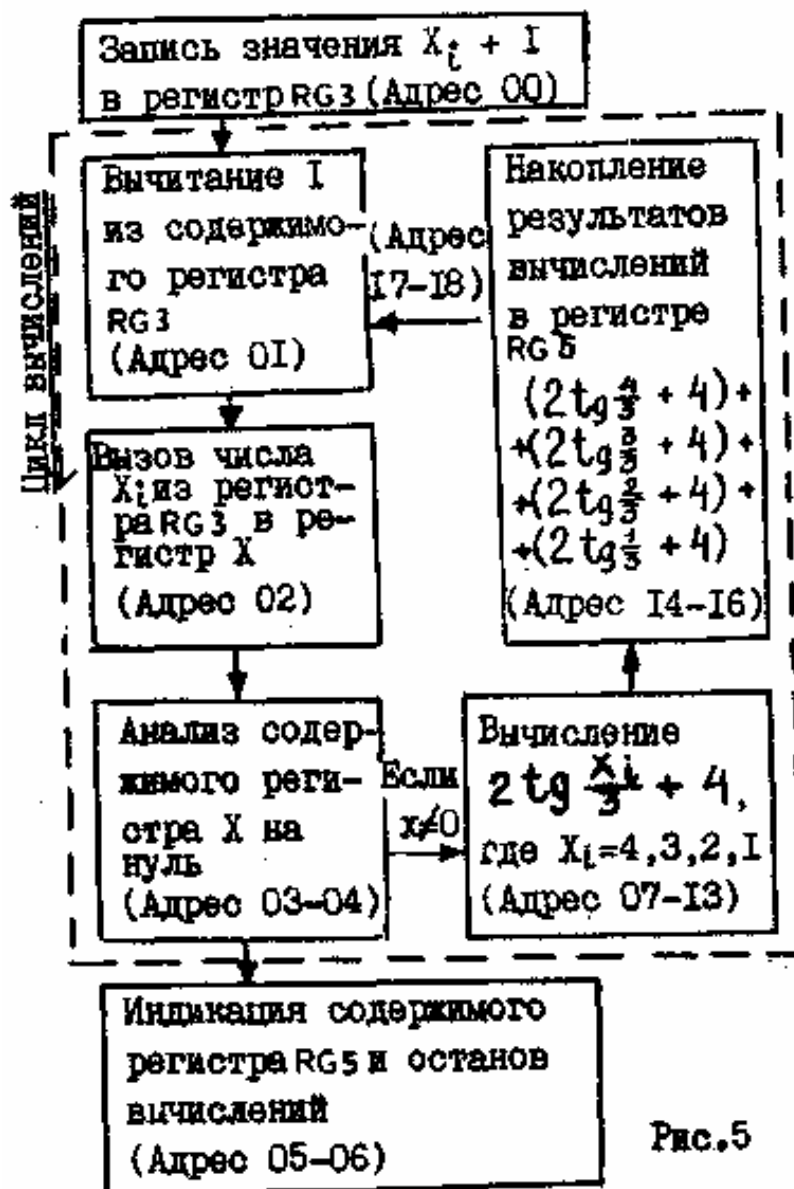 Запись значения Xi + I
в регистр RG3 (Адрес 00)
Цикл вычислений
Вычитание I
из содержимо-
го регистра
RG3
(Адрес 0I)
(Адрес
I7-I8)
Накопление
результатов
вычислений
в регистре
RG5
(2tg 4/3 + 4) +
+(2tg 3/3 + 4) +
+(2tg 2/3 + 4) +
+(2tg 1/3 + 4)
(Адрес I4-I6)
Вызов числа
Xi из регист-
ра RG3 в ре-
гистр X
(Адрес 02)
Анализ содер-
жимого реги-
стра X на
нуль
(Адрес 03-04)
Если
x≠0
Вычисление
2 tg Xi/3 + 4,
где Xi=4,3,2,I
(Адрес 07-I3)
Индикация содержимого
регистра RG5 и останов
вычислений
(Адрес 05-06)
Рис.5